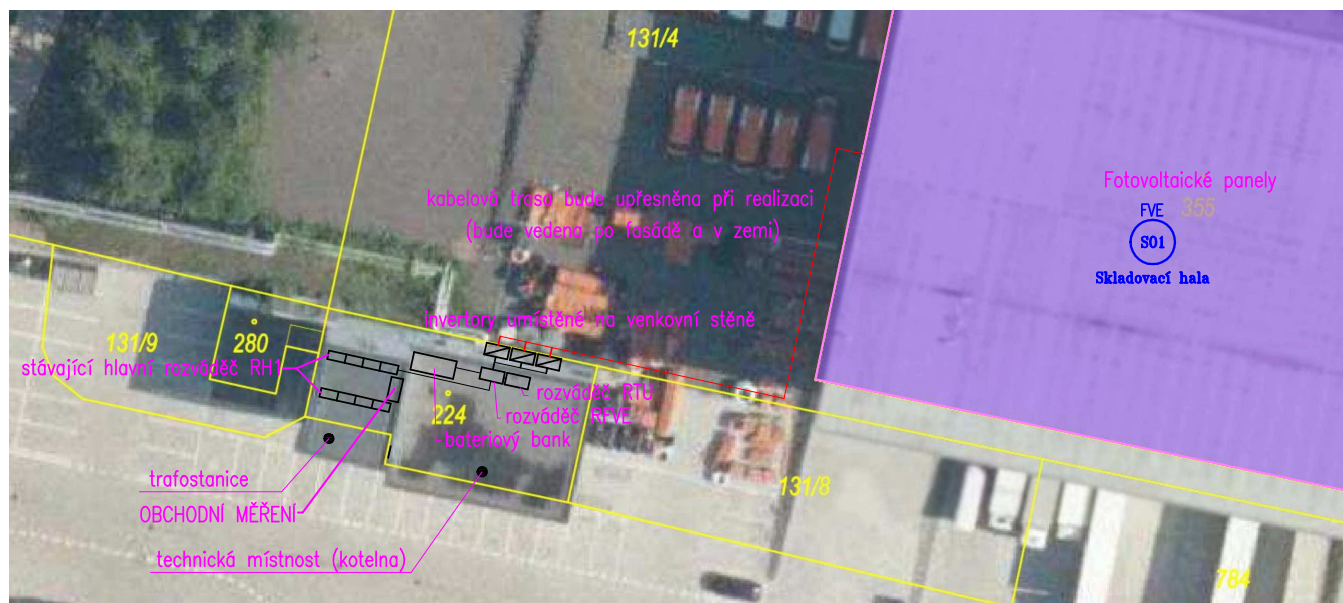 131/4
Fotovoltaické panely
FVE 355
S01
Skladovací hala
kabelová trasa bude upřesněna při realizaci
(bude vedena po fasádě a v zemi)
invertory umístěné na venkovní stěně
131/9
280
stávající hlavní rozváděč RH1
rozváděč RTU
224
rozváděč RFVE
bateriový bank
trafostanice
131/8
OBCHODNÍ MĚŘENÍ
technická místnost (kotelna)
784